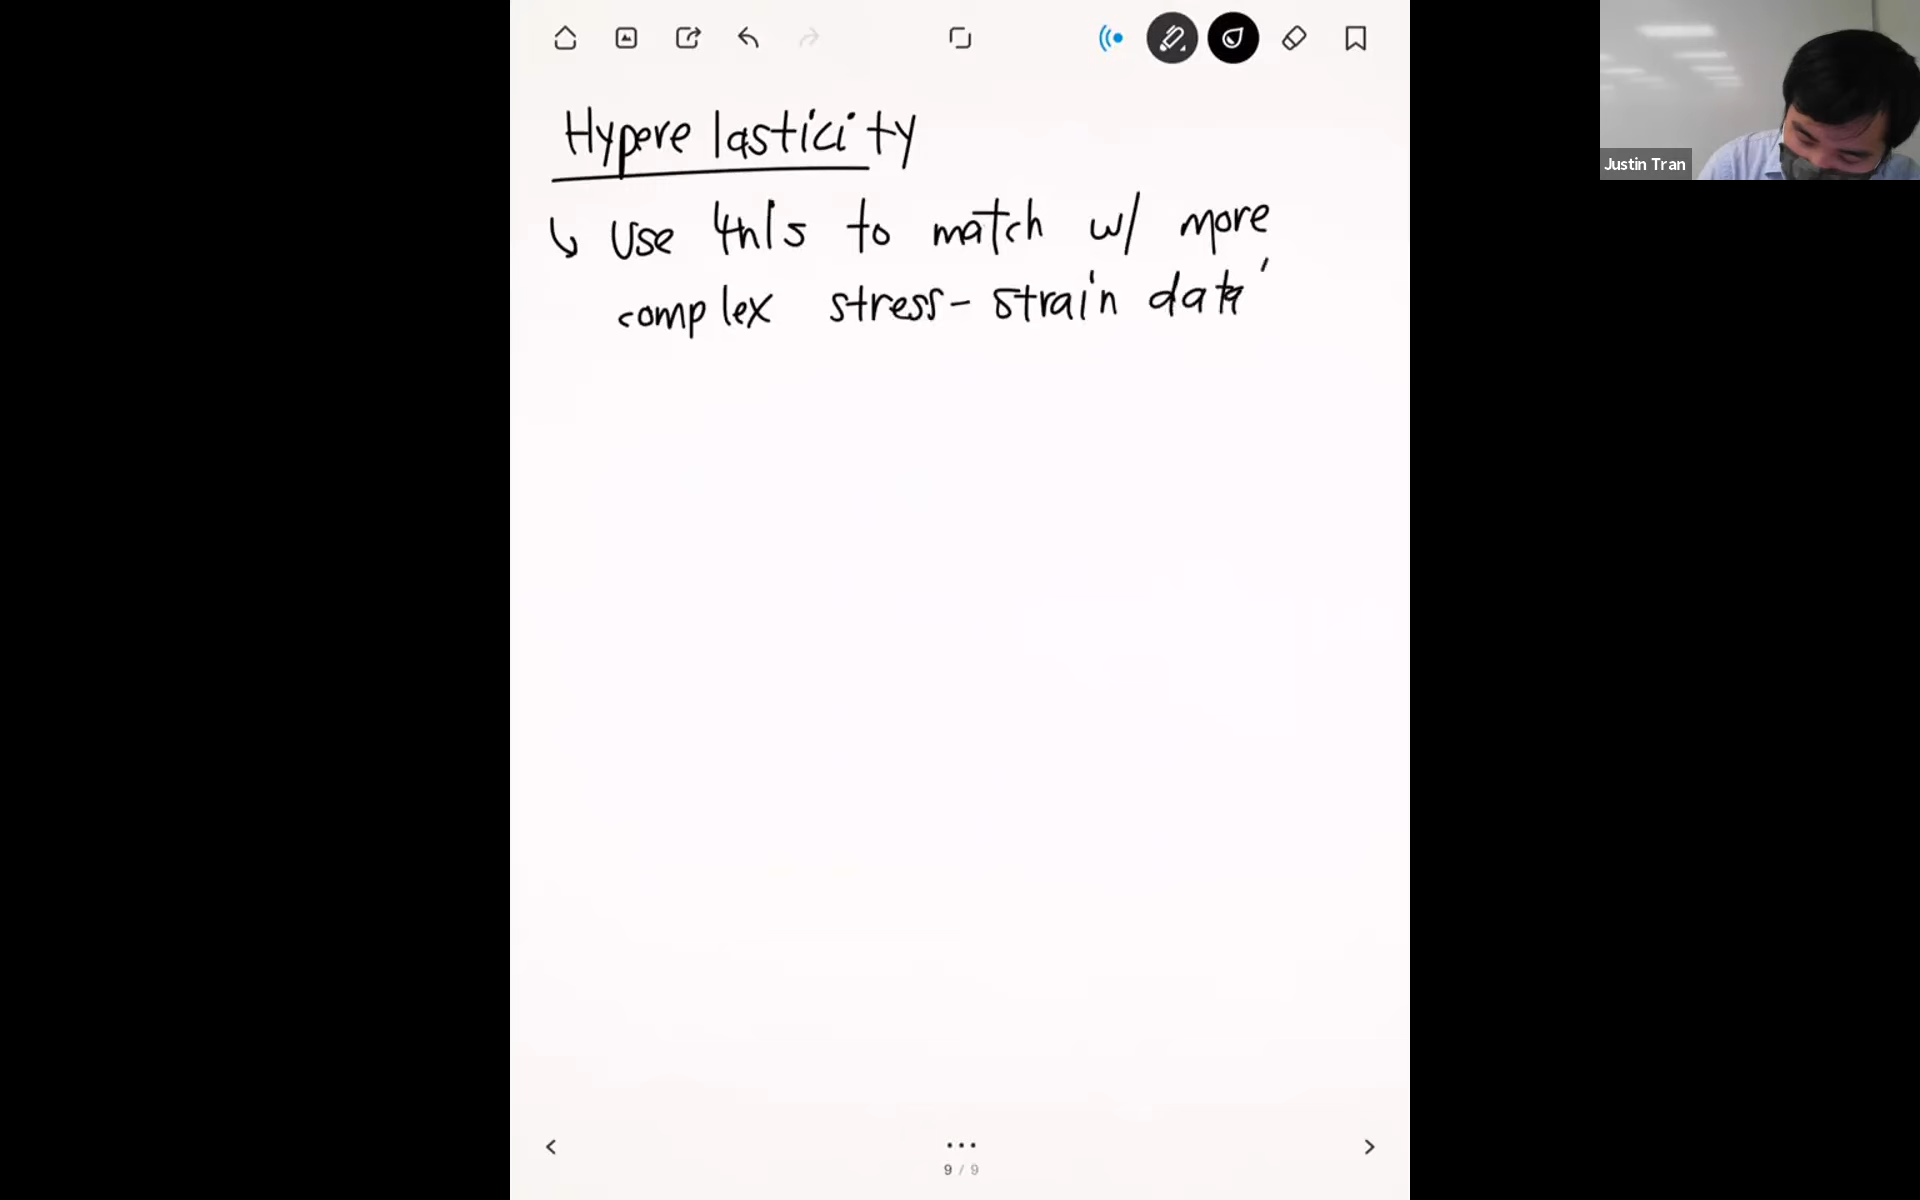 Justin Tran
Hyperelasticity
↳ Use this to match w/ more
complex stress-strain data
9 / 9